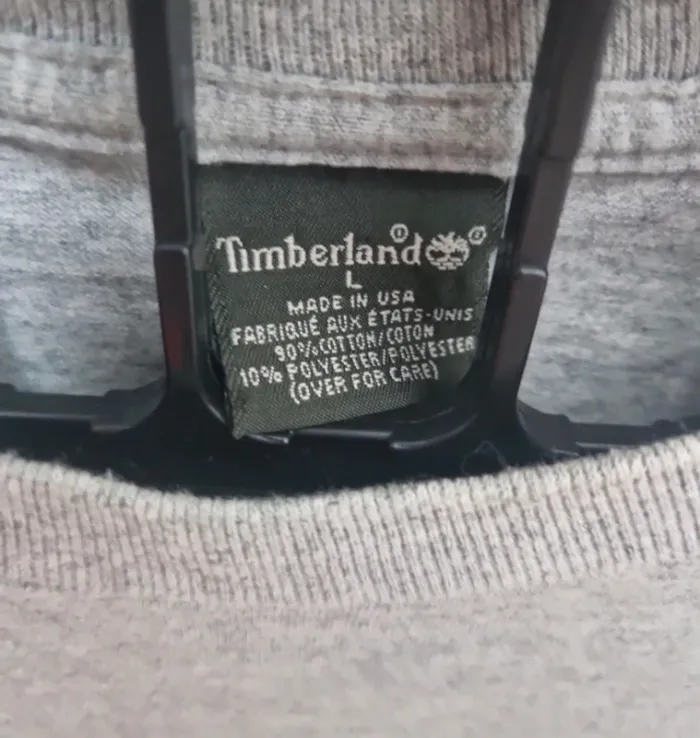 Timberland®
L
MADE IN USA
FABRIQUÉ AUX ÉTATS-UNIS
90% COTTON/COTON
10% POLYESTER/POLYESTER
(OVER FOR CARE)